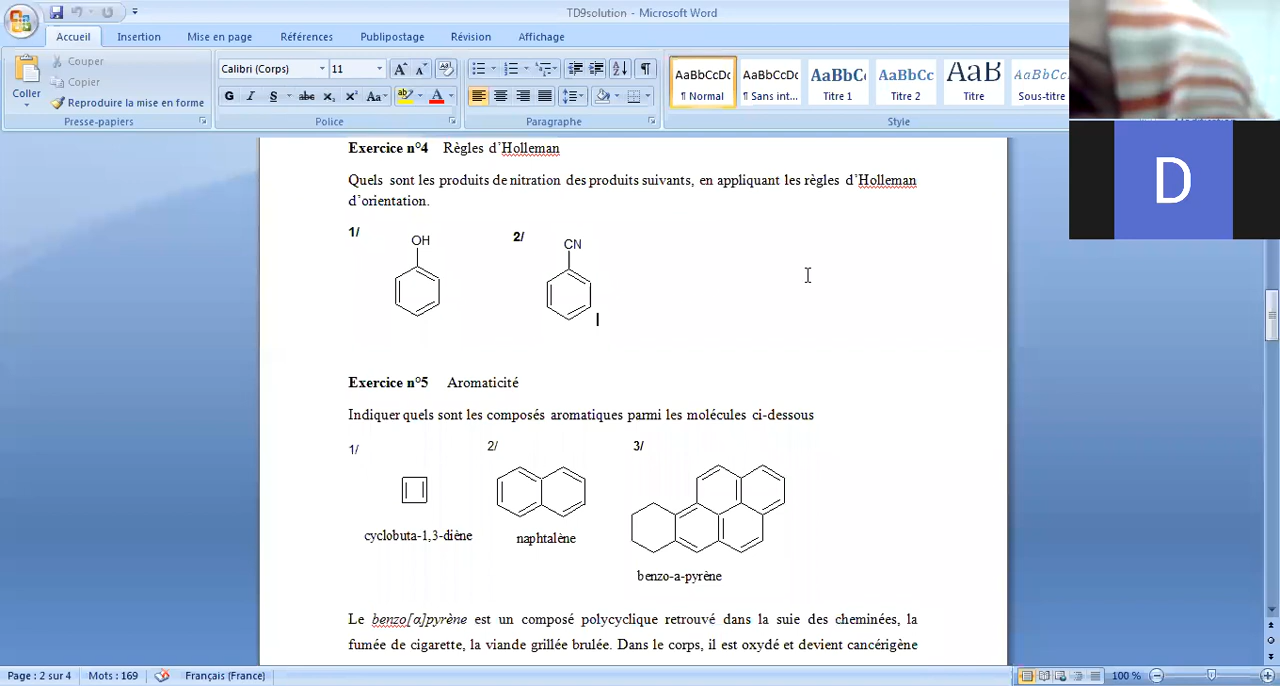 TD9solution - Microsoft Word
Accueil Insertion Mise en page Références Publipostage Révision Affichage
Coller
Couper
Copier
Reproduire la mise en forme
Presse-papiers
Calibri (Corps) 11
G I S abc x₂ x² Aa
Police
Paragraphe
AaBbCcDc AaBbCcDc AaBbC AaBbCc AaB AaBbCc
¶ Normal ¶ Sans int... Titre 1 Titre 2 Titre Sous-titre
Style
D
Exercice n°4 Règles d'Holleman
Quels sont les produits de nitration des produits suivants, en appliquant les règles d'Holleman
d'orientation.
1/ 2/
OH CN
Exercice n°5 Aromaticité
Indiquer quels sont les composés aromatiques parmi les molécules ci-dessous
1/ 2/ 3/
cyclobuta-1,3-diène naphtalène
benzo-a-pyrène
Le benzo[a]pyrène est un composé polycyclique retrouvé dans la suie des cheminées, la
fumée de cigarette, la viande grillée brulée. Dans le corps, il est oxydé et devient cancérigène
Page : 2 sur 4 Mots : 169 Français (France) 100 %